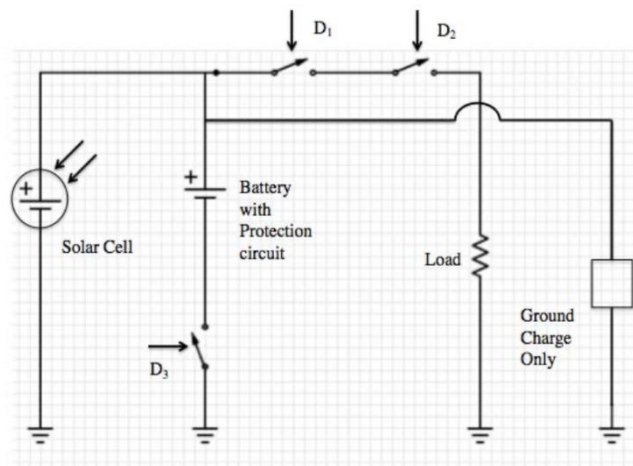 D1
D2
+
+
Battery
with
Protection
circuit
Solar Cell
Load
Ground
Charge
Only
D3